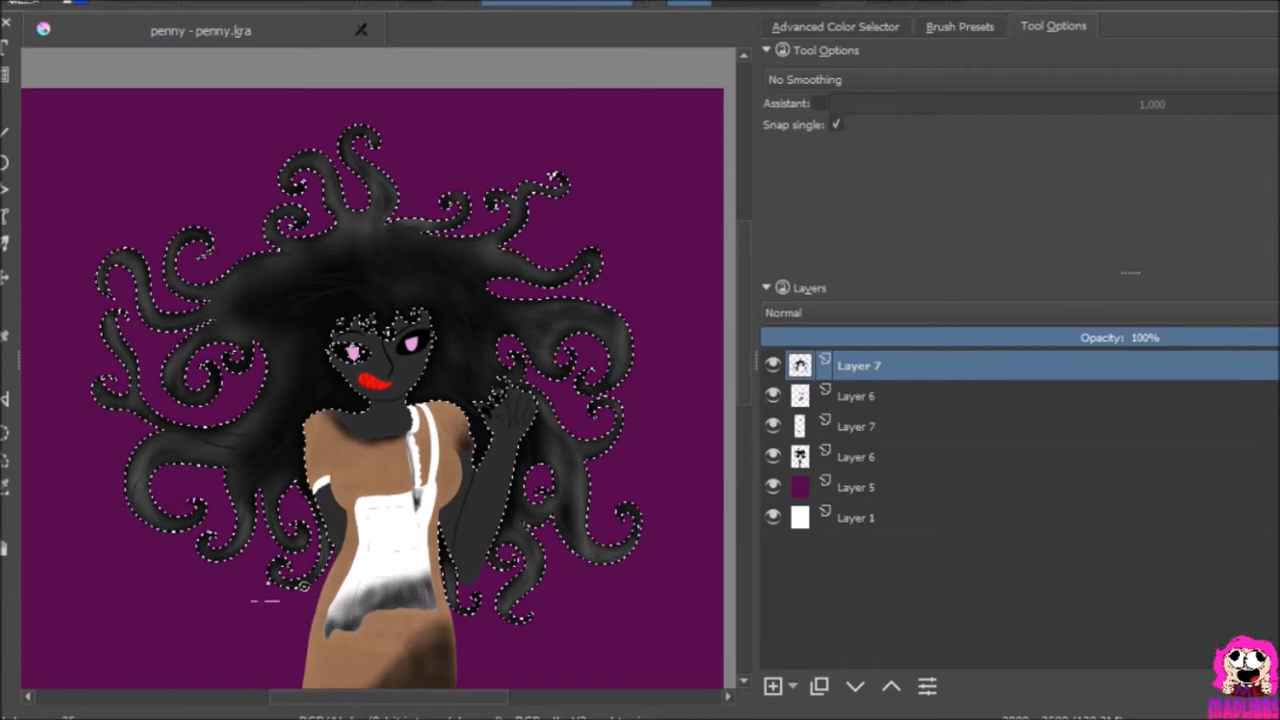 penny - penny.kra
Advanced Color Selector
Brush Presets
Tool Options
Tool Options
No Smoothing
Assistant:
1,000
Snap single:
Layers
Normal
Opacity: 100%
Layer 7
Layer 6
Layer 7
Layer 6
Layer 5
Layer 1